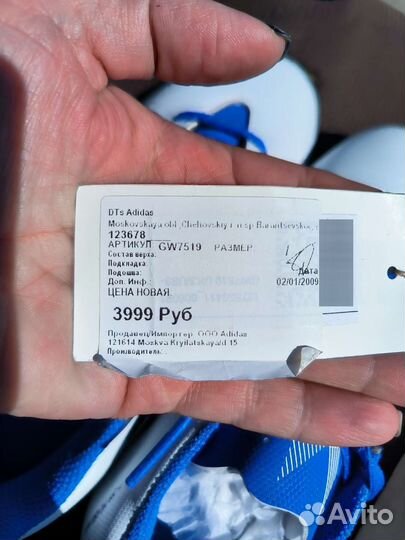 DTs Adidas
Moskovskaya obl ,Chehovskiy r-n sp Barantsevskoe
123678
АРТИКУЛ GW7519 РАЗМЕР
Состав верха:
Подкладка:
Подошва: Дата
Доп. Инф.: 02/01/2009
ЦЕНА НОВАЯ
3999 Руб
Продавец/Импортер: ООО Adidas
121614 Moskva Krylatskaya/d.15
Производитель:
Avito